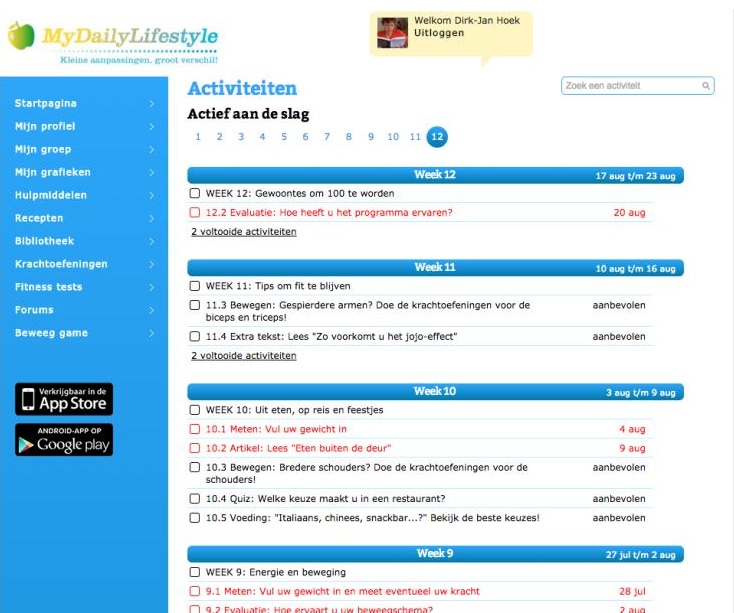 MyDailyLifestyle
Kleine aanpassingen, groot verschil!
Welkom Dirk-Jan Hoek
Uitloggen
Startpagina
Mijn profiel
Mijn groep
Mijn grafieken
Hulpmiddelen
Recepten
Bibliotheek
Krachtoefeningen
Fitness tests
Forums
Beweeg game
Verkrijgbaar in de
App Store
ANDROID-APP OP
Google play
Activiteiten
Zoek een activiteit
Actief aan de slag
1 2 3 4 5 6 7 8 9 10 11 12
Week 12 17 aug t/m 23 aug
WEEK 12: Gewoontes om 100 te worden
12.2 Evaluatie: Hoe heeft u het programma ervaren? 20 aug
2 voltooide activiteiten
Week 11 10 aug t/m 16 aug
WEEK 11: Tips om fit te blijven
11.3 Bewegen: Gespierdere armen? Doe de krachtoefeningen voor de aanbevolen
biceps en triceps!
11.4 Extra tekst: Lees "Zo voorkomt u het jojo-effect" aanbevolen
2 voltooide activiteiten
Week 10 3 aug t/m 9 aug
WEEK 10: Uit eten, op reis en feestjes
10.1 Meten: Vul uw gewicht in 4 aug
10.2 Artikel: Lees "Eten buiten de deur" 9 aug
10.3 Bewegen: Bredere schouders? Doe de krachtoefeningen voor de aanbevolen
schouders!
10.4 Quiz: Welke keuze maakt u in een restaurant? aanbevolen
10.5 Voeding: "Italiaans, chinees, snackbar...?" Bekijk de beste keuzes! aanbevolen
Week 9 27 jul t/m 2 aug
WEEK 9: Energie en beweging
9.1 Meten: Vul uw gewicht in en meet eventueel uw kracht 28 jul
9.2 Evaluatie: Hoe ervaart u uw beweegschema? 2 aug